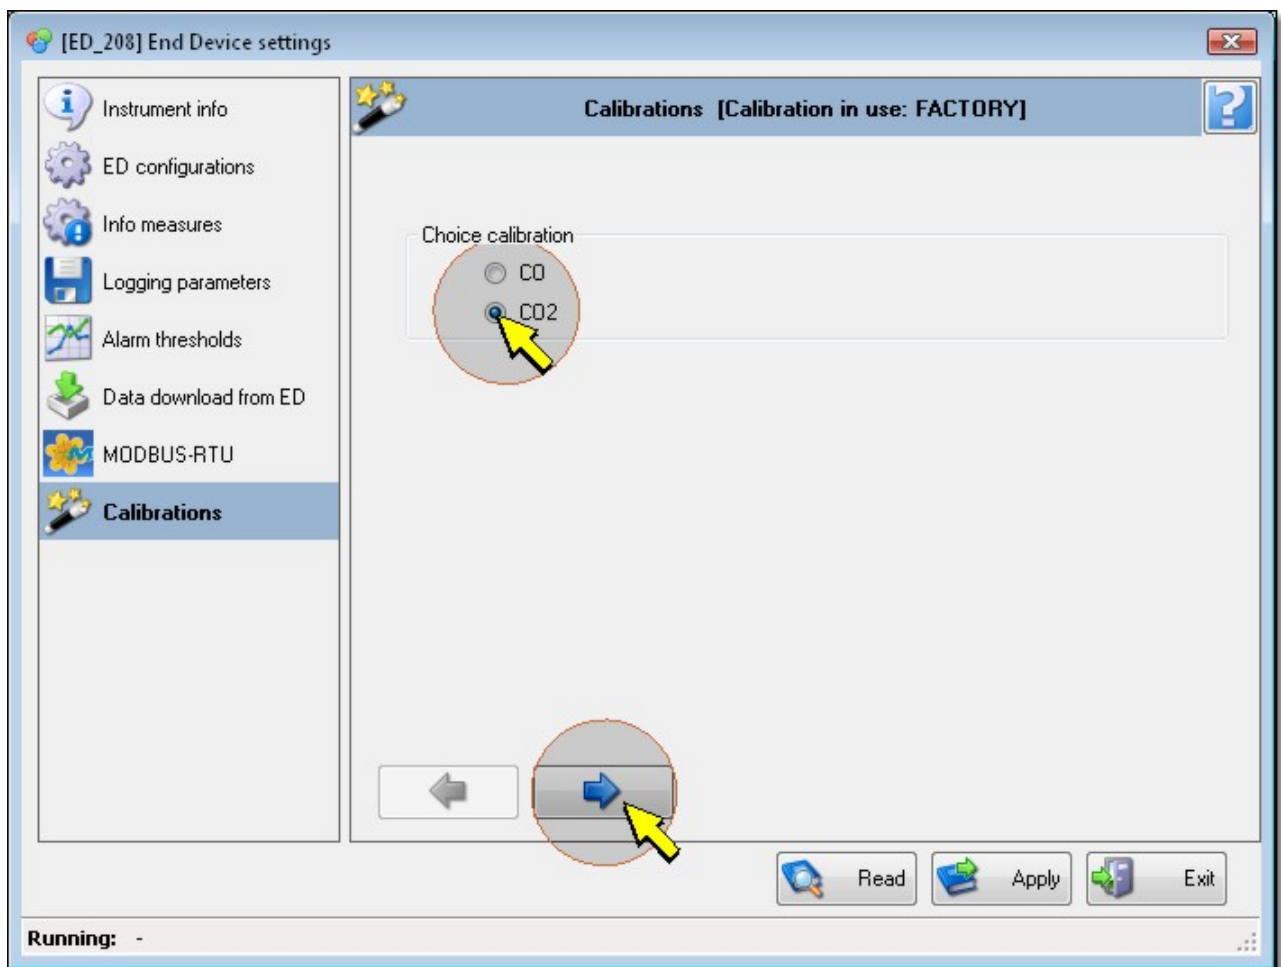 [ED_208] End Device settings
Instrument info
ED configurations
Info measures
Logging parameters
Alarm thresholds
Data download from ED
MODBUS-RTU
Calibrations
Calibrations [Calibration in use: FACTORY]
Choice calibration
CO
CO2
Read
Apply
Exit
Running: -